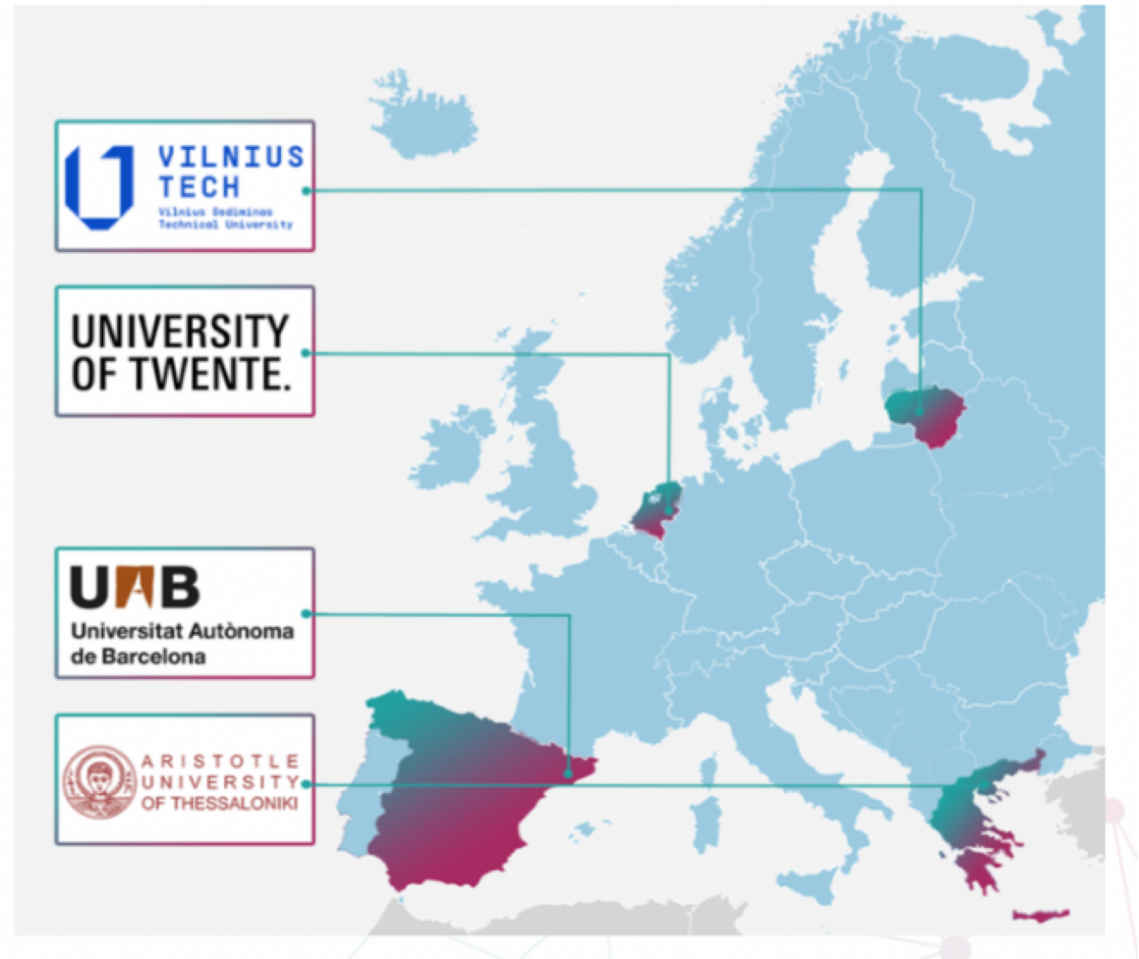 VILNIUS
TECH
Vilnius Gediminas
Technical University
UNIVERSITY
OF TWENTE.
UAB
Universitat Autònoma
de Barcelona
ARISTOTLE
UNIVERSITY
OF THESSALONIKI